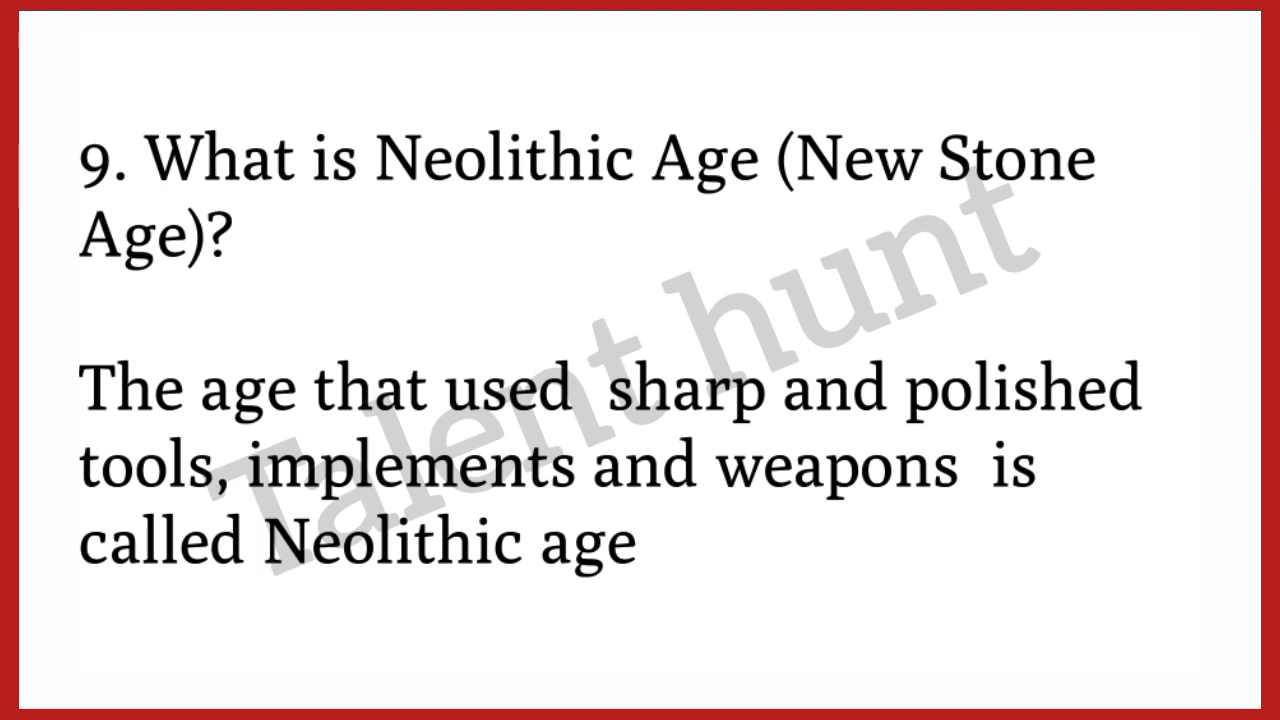 9. What is Neolithic Age (New Stone
Age)?
The age that used  sharp and polished
tools, implements and weapons  is
called Neolithic age
Talent hunt